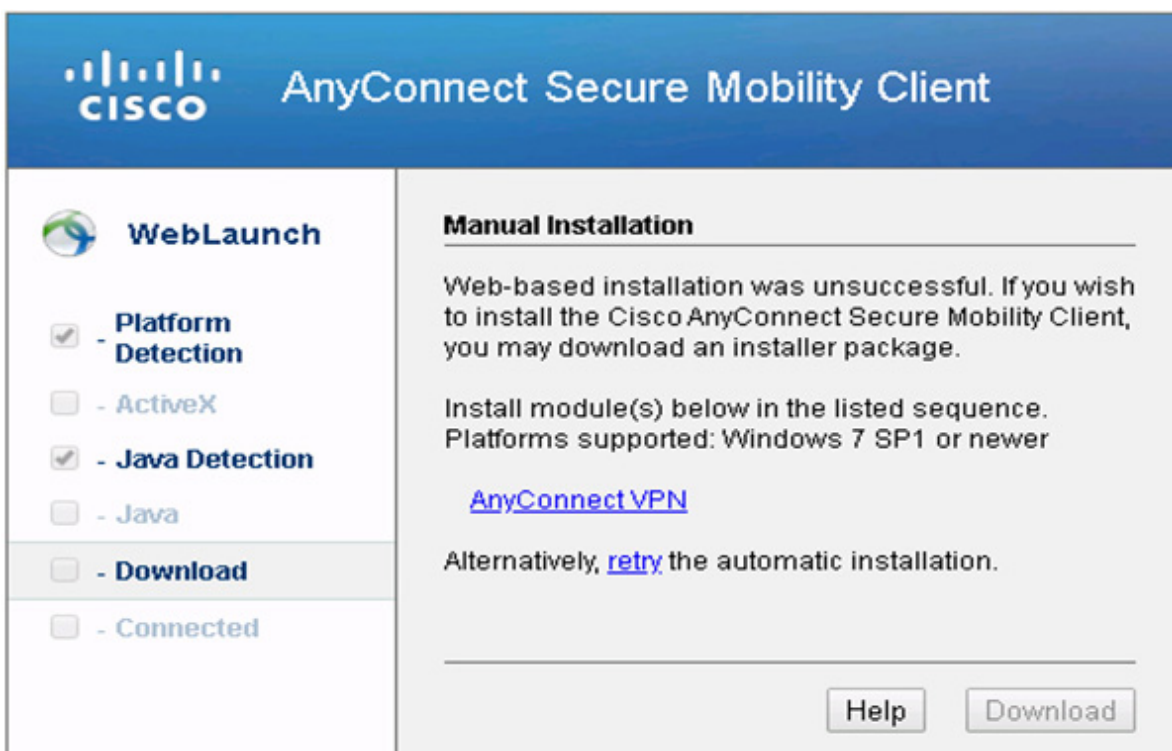 CISCO
AnyConnect Secure Mobility Client
WebLaunch
- Platform
Detection
- ActiveX
- Java Detection
- Java
- Download
- Connected
Manual Installation
Web-based installation was unsuccessful. If you wish
to install the Cisco AnyConnect Secure Mobility Client,
you may download an installer package.
Install module(s) below in the listed sequence.
Platforms supported: Windows 7 SP1 or newer
AnyConnect VPN
Alternatively, retry the automatic installation.
Help
Download